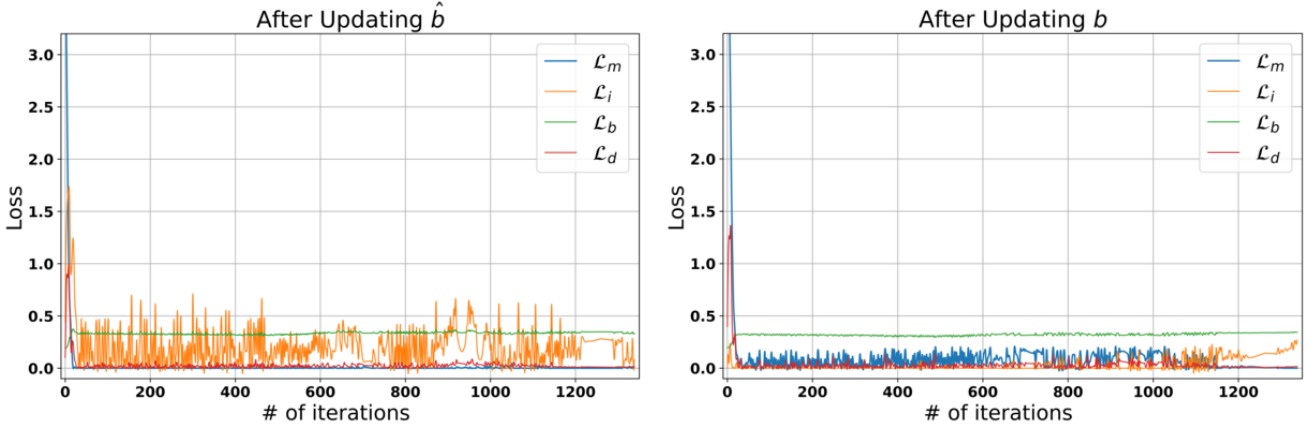 After Updating b̂
Loss
3.0
2.5
2.0
1.5
1.0
0.5
0.0
0 200 400 600 800 1000 1200
# of iterations
ℒm
ℒi
ℒb
ℒd
After Updating b
Loss
3.0
2.5
2.0
1.5
1.0
0.5
0.0
0 200 400 600 800 1000 1200
# of iterations
ℒm
ℒi
ℒb
ℒd